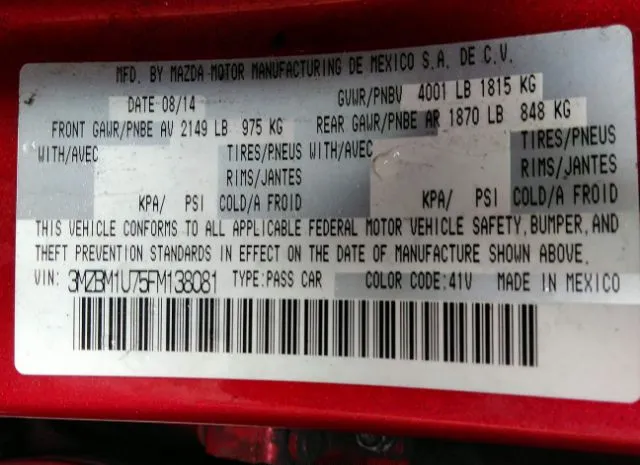 MFD. BY MAZDA MOTOR MANUFACTURING DE MEXICO S.A. DE C.V.
DATE 08/14 GVWR/PNBV 4001 LB 1815 KG
FRONT GAWR/PNBE AV 2149 LB 975 KG REAR GAWR/PNBE AR 1870 LB 848 KG
WITH/AVEC TIRES/PNEUS WITH/AVEC TIRES/PNEUS
RIMS/JANTES RIMS/JANTES
KPA/ PSI COLD/A FROID KPA/ PSI COLD/A FROID
THIS VEHICLE CONFORMS TO ALL APPLICABLE FEDERAL MOTOR VEHICLE SAFETY, BUMPER, AND
THEFT PREVENTION STANDARDS IN EFFECT ON THE DATE OF MANUFACTURE SHOWN ABOVE.
VIN: 3MZBM1U75FM138081 TYPE:PASS CAR COLOR CODE:41V MADE IN MEXICO